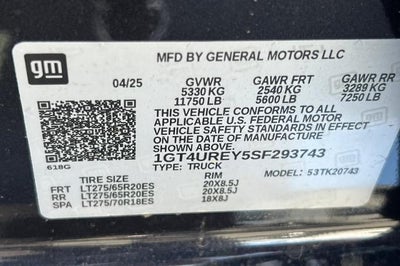 gm
MFD BY GENERAL MOTORS LLC
04/25 GVWR GAWR FRT GAWR RR
5330 KG 2540 KG 3289 KG
11750 LB 5600 LB 7250 LB
THIS VEHICLE CONFORMS TO ALL
APPLICABLE U.S. FEDERAL MOTOR
VEHICLE SAFETY STANDARDS IN EFFECT ON
THE DATE OF MANUFACTURE SHOWN ABOVE.
1GT4UREY5SF293743
618G TYPE: TRUCK
TIRE SIZE RIM MODEL: 53TK20743
FRT LT275/65R20ES 20X8.5J
RR LT275/65R20ES 20X8.5J
SPA LT275/70R18ES 18X8J